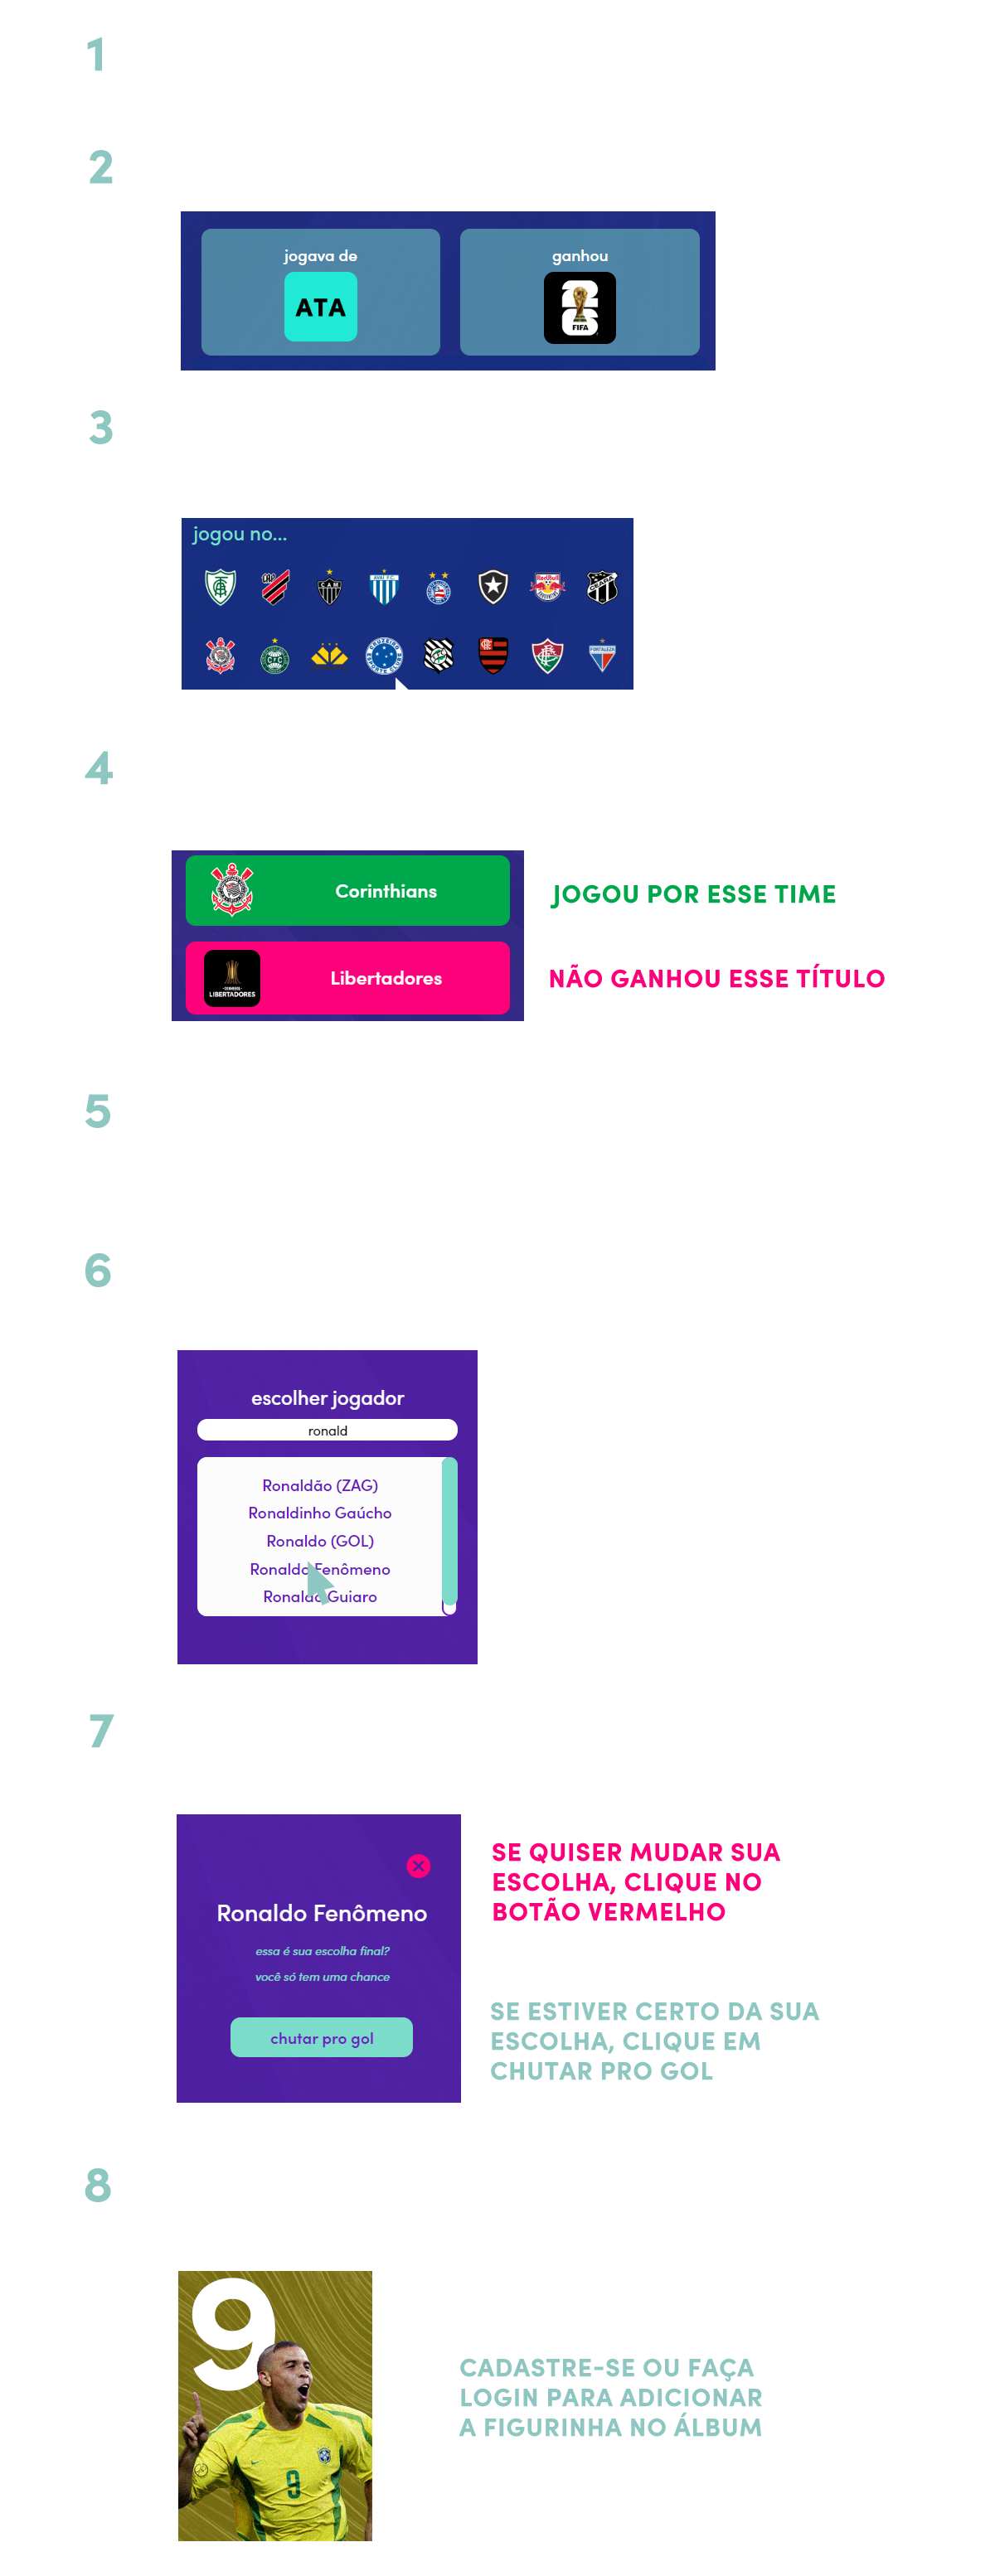 1
2
jogava de
ganhou
ATA
FIFA
3
jogou no...
4
Corinthians
JOGOU POR ESSE TIME
LIBERTADORES
Libertadores
NÃO GANHOU ESSE TÍTULO
5
6
escolher jogador
ronald
Ronaldão (ZAG)
Ronaldinho Gaúcho
Ronaldo (GOL)
Ronaldo Fenômeno
Ronaldo Guiaro
7
SE QUISER MUDAR SUA
ESCOLHA, CLIQUE NO
BOTÃO VERMELHO
Ronaldo Fenômeno
essa é sua escolha final?
você só tem uma chance
chutar pro gol
SE ESTIVER CERTO DA SUA
ESCOLHA, CLIQUE EM
CHUTAR PRO GOL
8
9
9
CADASTRE-SE OU FAÇA
LOGIN PARA ADICIONAR
A FIGURINHA NO ÁLBUM